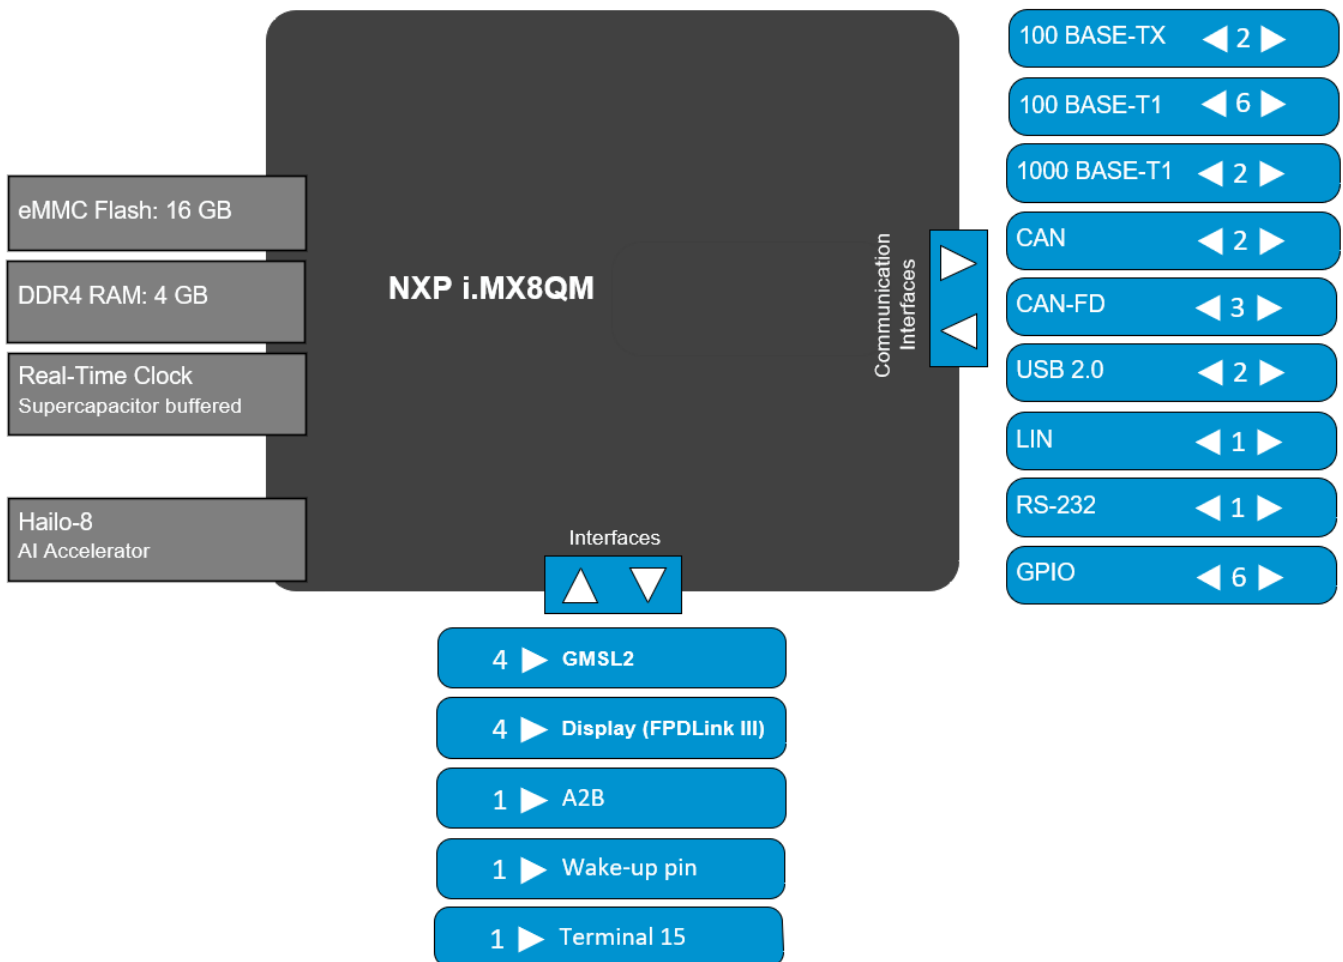 eMMC Flash: 16 GB
DDR4 RAM: 4 GB
Real-Time Clock
Supercapacitor buffered
Hailo-8
AI Accelerator
NXP i.MX8QM
Communication
Interfaces
100 BASE-TX 2
100 BASE-T1 6
1000 BASE-T1 2
CAN 2
CAN-FD 3
USB 2.0 2
LIN 1
RS-232 1
GPIO 6
Interfaces
4 GMSL2
4 Display (FPDLink III)
1 A2B
1 Wake-up pin
1 Terminal 15